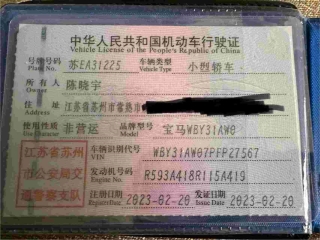 中华人民共和国机动车行驶证
Vehicle License of the People's Republic of China
号牌号码 苏EA31225 车辆类型 小型轿车
Plate No. Vehicle Type
所有人 陈晓宇
Owner
住址 江苏省苏州市常熟市
Address
使用性质 非营运 品牌型号 宝马WBY31AW0
Use Character Model
江苏省苏州市公安局交通警察支队
车辆识别代号 WBY31AW07PFP27567
VIN
发动机号码 R593A418R115A419
Engine No.
注册日期 2023-02-20 发证日期 2023-02-20
Register Date Issue Date